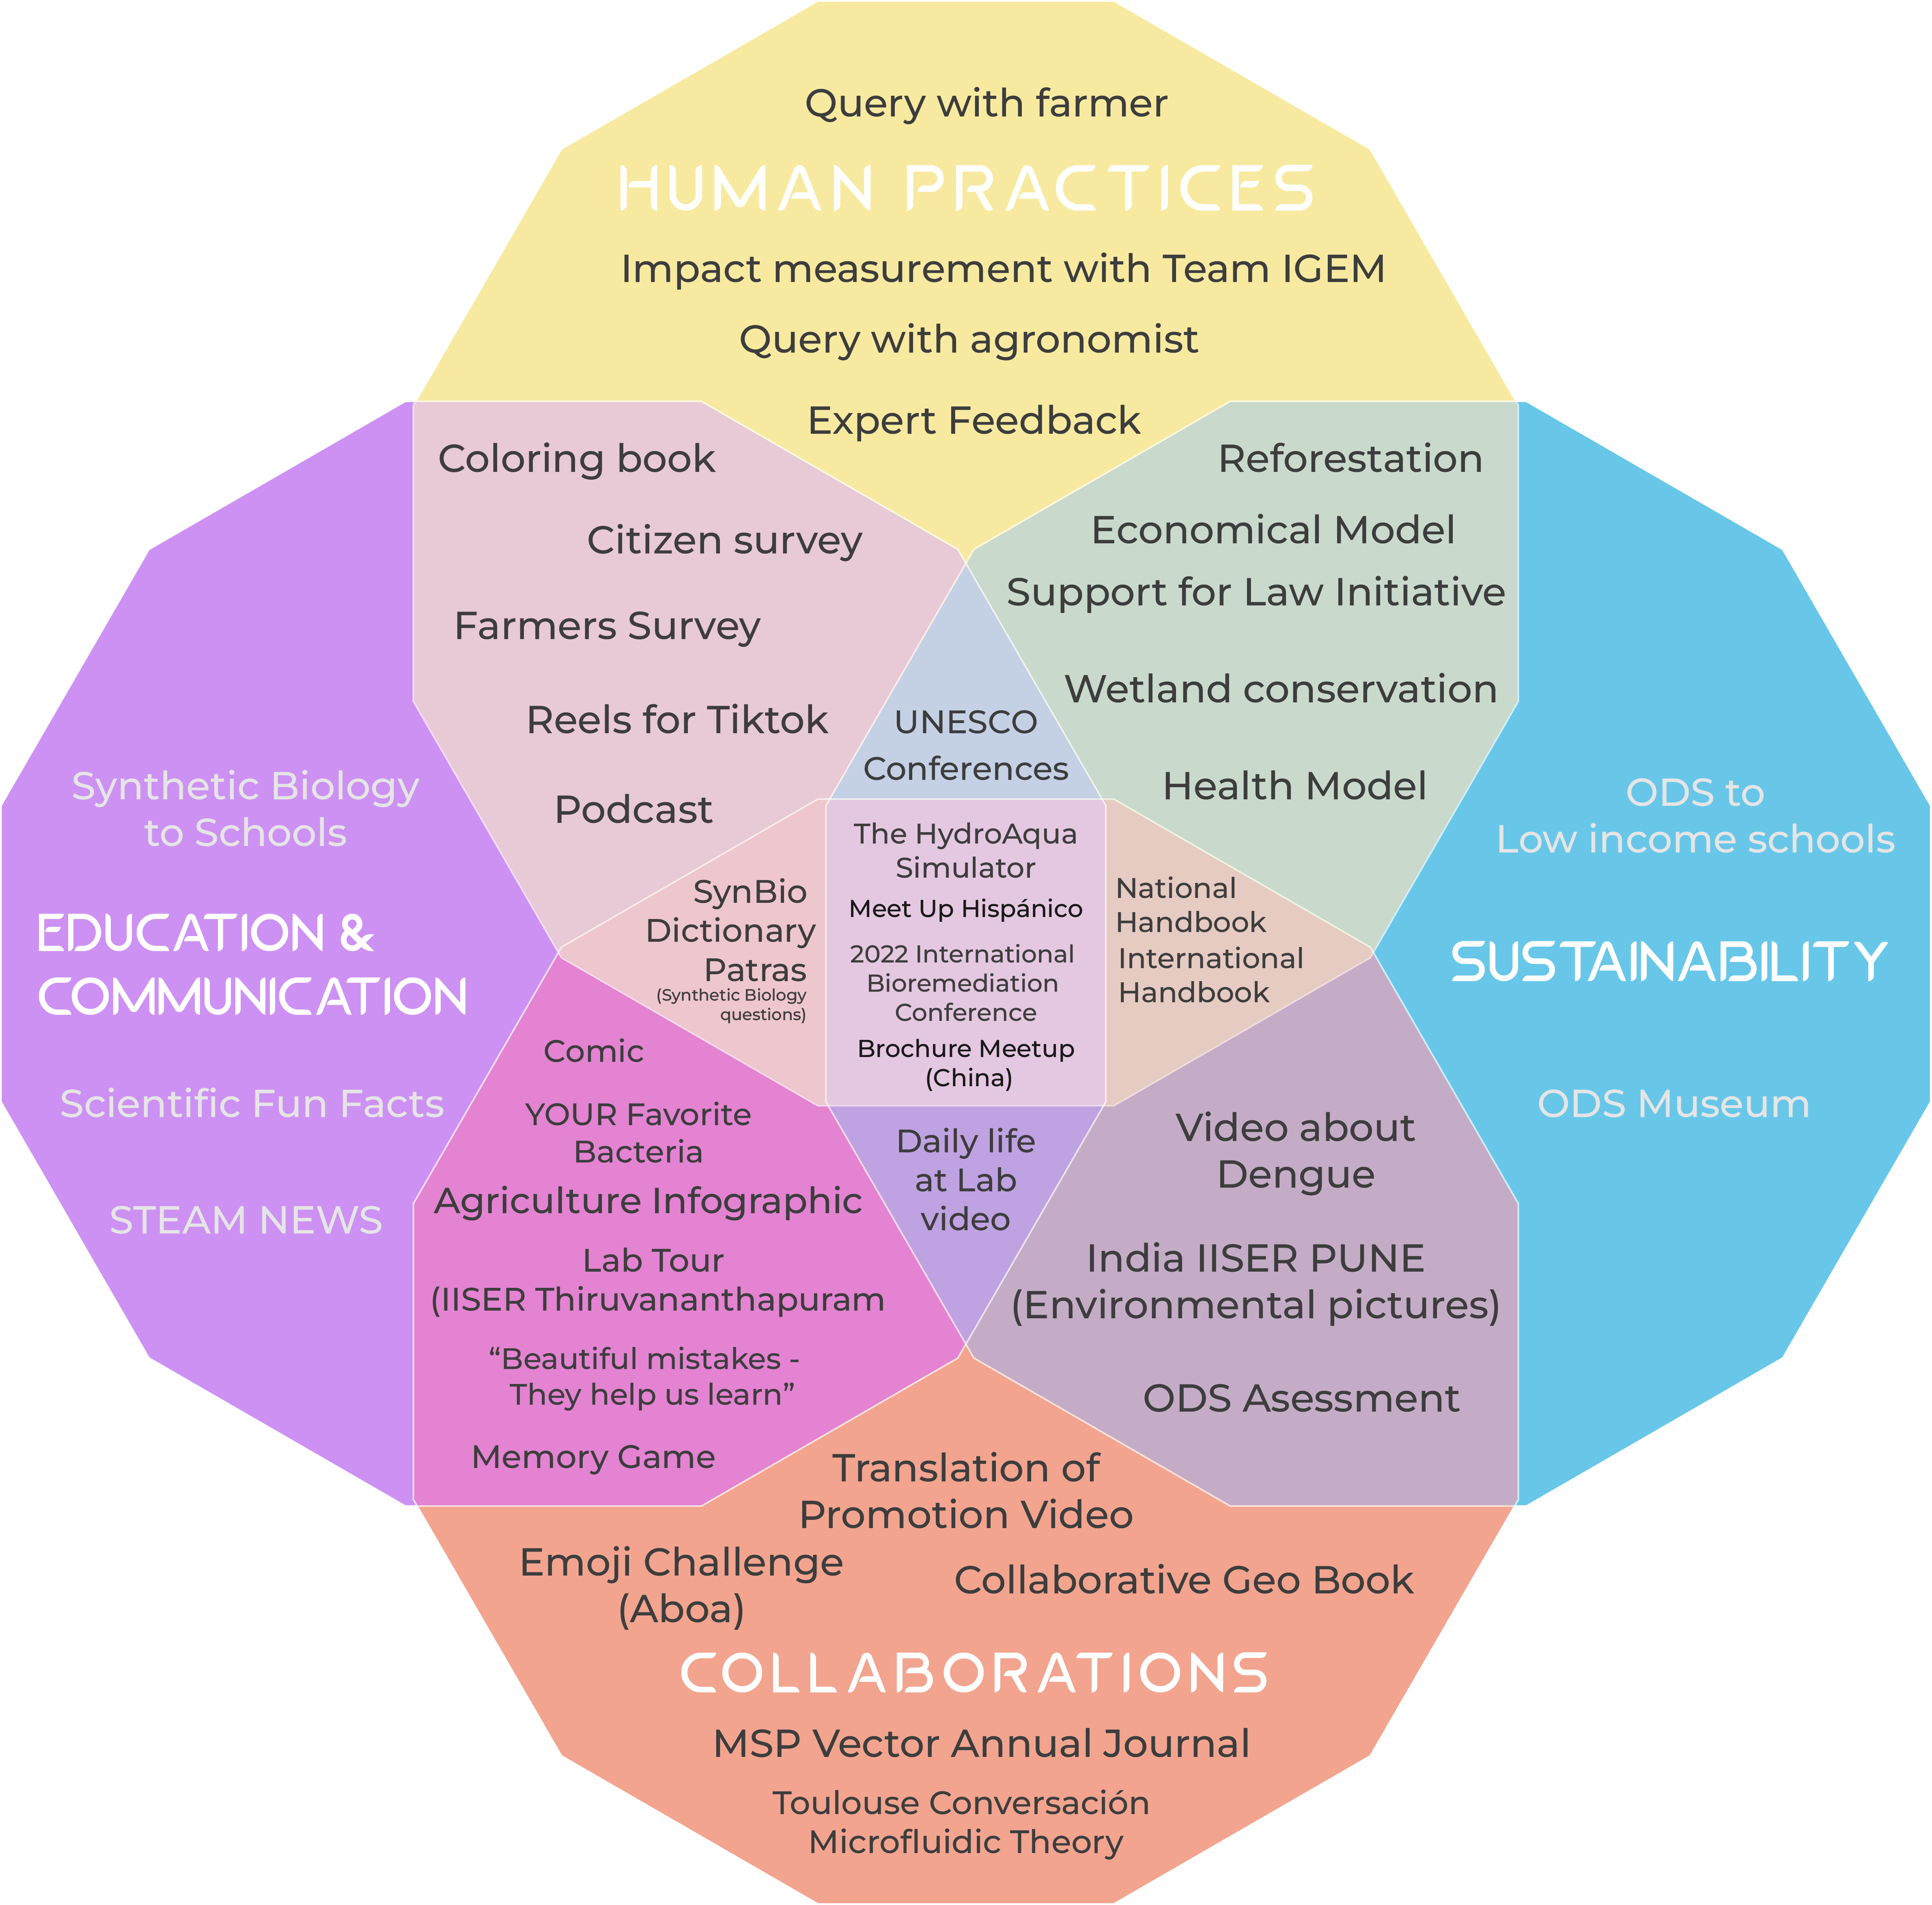 Query with farmer
HUMAN PRACTICES
Impact measurement with Team IGEM
Query with agronomist
Expert Feedback
Coloring book
Citizen survey
Farmers Survey
Reels for Tiktok
Podcast
Reforestation
Economical Model
Support for Law Initiative
Wetland conservation
Health Model
UNESCO
Conferences
Synthetic Biology
to Schools
EDUCATION &
COMMUNICATION
Scientific Fun Facts
STEAM NEWS
SynBio
Dictionary
Patras
(Synthetic Biology
questions)
The HydroAqua
Simulator
Meet Up Hispánico
2022 International
Bioremediation
Conference
Brochure Meetup
(China)
National
Handbook
International
Handbook
ODS to
Low income schools
SUSTAINABILITY
ODS Museum
Comic
YOUR Favorite
Bacteria
Agriculture Infographic
Lab Tour
(IISER Thiruvananthapuram
“Beautiful mistakes -
They help us learn”
Memory Game
Daily life
at Lab
video
Video about
Dengue
India IISER PUNE
(Environmental pictures)
ODS Asessment
Translation of
Promotion Video
Emoji Challenge
(Aboa)
Collaborative Geo Book
COLLABORATIONS
MSP Vector Annual Journal
Toulouse Conversación
Microfluidic Theory